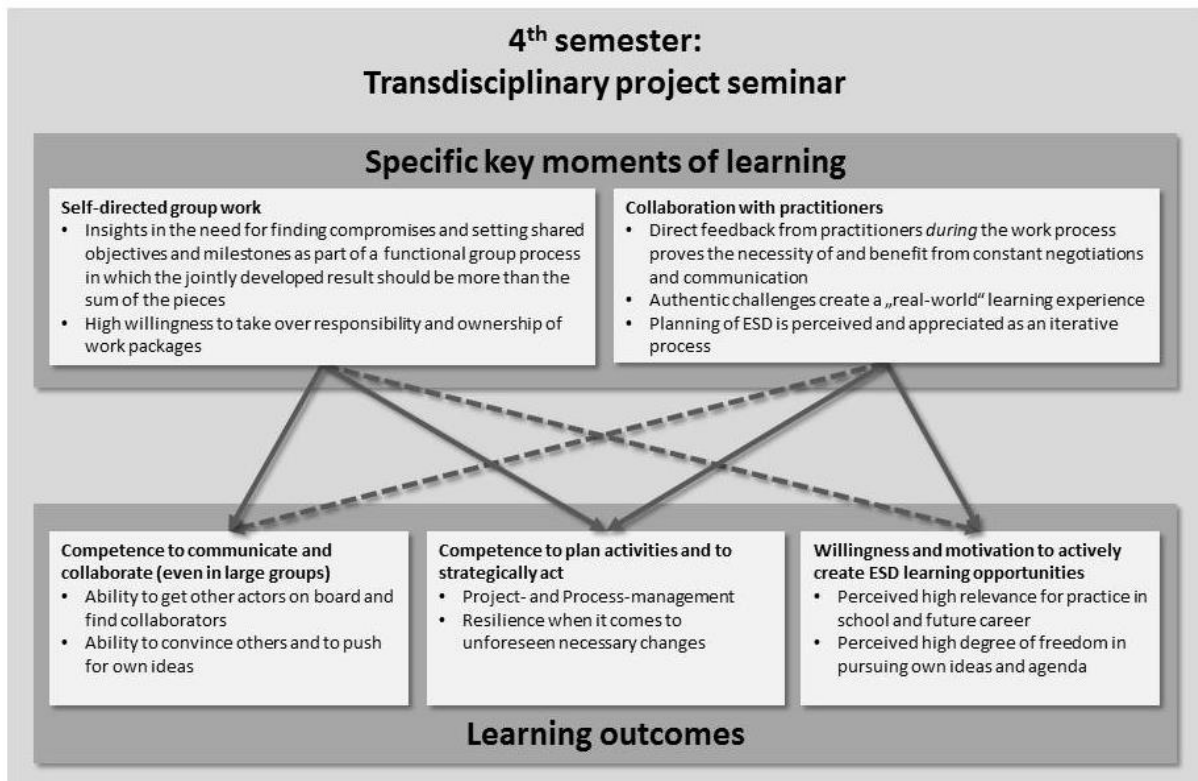 4th semester:
Transdisciplinary project seminar
Specific key moments of learning
Self-directed group work
• Insights in the need for finding compromises and setting shared
objectives and milestones as part of a functional group process
in which the jointly developed result should be more than the
sum of the pieces
• High willingness to take over responsibility and ownership of
work packages
Collaboration with practitioners
• Direct feedback from practitioners during the work process
proves the necessity of and benefit from constant negotiations
and communication
• Authentic challenges create a „real-world“ learning experience
• Planning of ESD is perceived and appreciated as an iterative
process
Competence to communicate and
collaborate (even in large groups)
• Ability to get other actors on board and
find collaborators
• Ability to convince others and to push
for own ideas
Competence to plan activities and to
strategically act
• Project- and Process-management
• Resilience when it comes to
unforeseen necessary changes
Willingness and motivation to actively
create ESD learning opportunities
• Perceived high relevance for practice in
school and future career
• Perceived high degree of freedom in
pursuing own ideas and agenda
Learning outcomes